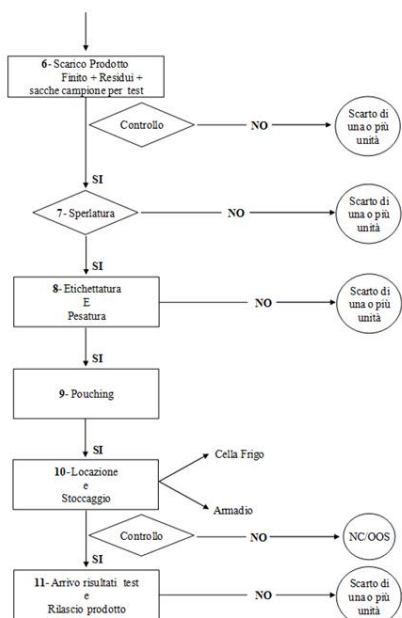 6- Scarico Prodotto
Finito + Residui +
sacche campione per test
Controllo
NO
Scarto di
una o più
unità
SI
7- Sperlatura
NO
Scarto di
una o più
unità
SI
8- Etichettatura
E
Pesatura
NO
Scarto di
una o più
unità
SI
9- Pouching
SI
10- Locazione
e
Stoccaggio
Cella Frigo
Armadio
Controllo
NO
NC/OOS
SI
11- Arrivo risultati test
e
Rilascio prodotto
NO
Scarto di
una o più
unità